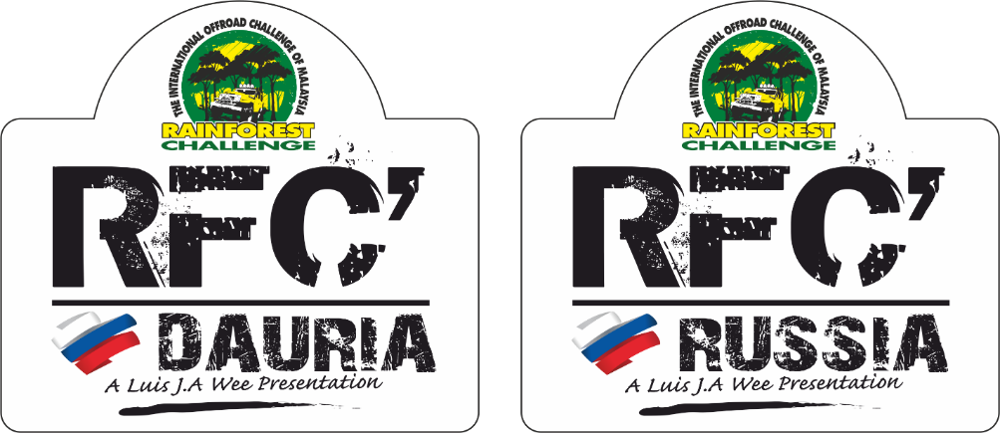 THE INTERNATIONAL OFFROAD CHALLENGE OF MALAYSIA
RAINFOREST
CHALLENGE
RFC'
DAURIA
A Luis J.A Wee Presentation
THE INTERNATIONAL OFFROAD CHALLENGE OF MALAYSIA
RAINFOREST
CHALLENGE
RFC'
RUSSIA
A Luis J.A Wee Presentation